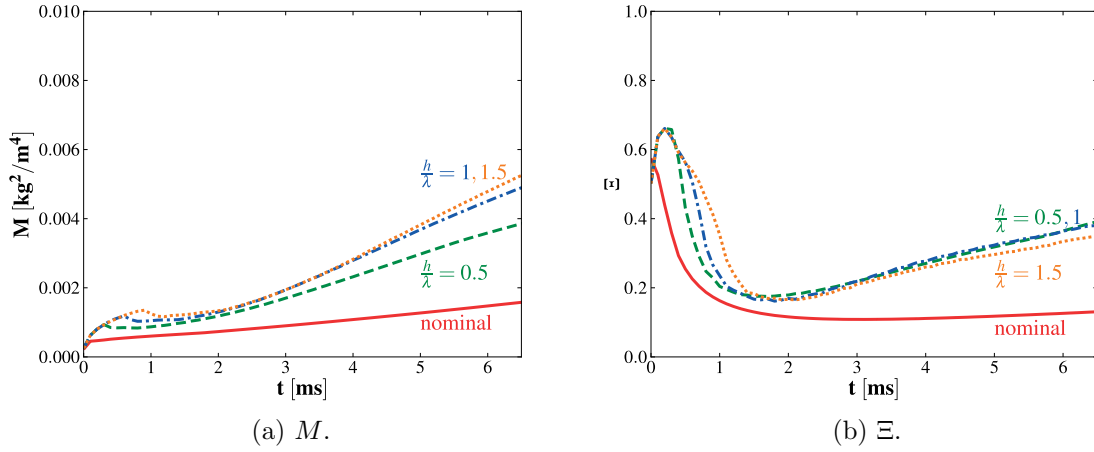 0.010
0.008
0.006
0.004
0.002
0.000
M [kg²/m⁴]
h/λ = 1, 1.5
h/λ = 0.5
nominal
0 1 2 3 4 5 6
t [ms]
(a) M.
1.0
0.8
0.6
0.4
0.2
0.0
Ξ
h/λ = 0.5, 1
h/λ = 1.5
nominal
0 1 2 3 4 5 6
t [ms]
(b) Ξ.